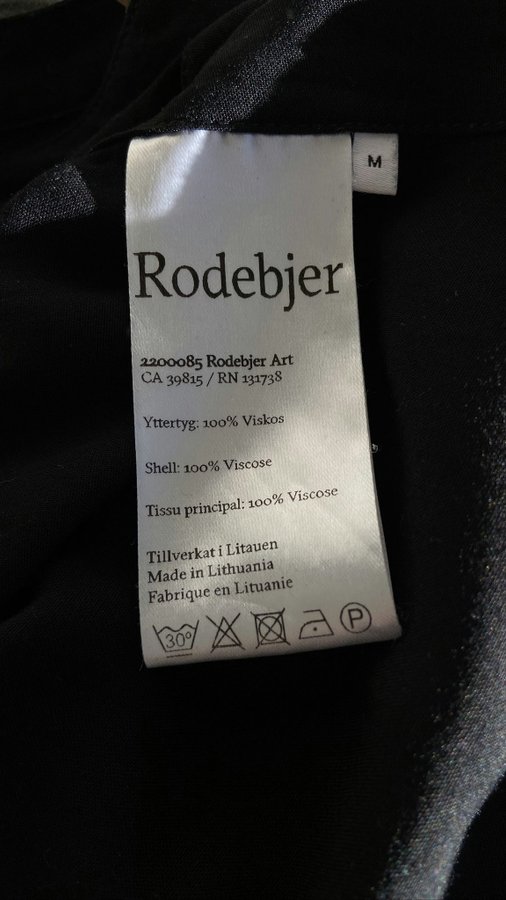 M
Rodebjer
2200085 Rodebjer Art
CA 39815 / RN 131738
Yttertyg: 100% Viskos
Shell: 100% Viscose
Tissu principal: 100% Viscose
Tillverkat i Litauen
Made in Lithuania
Fabrique en Lituanie
30° P